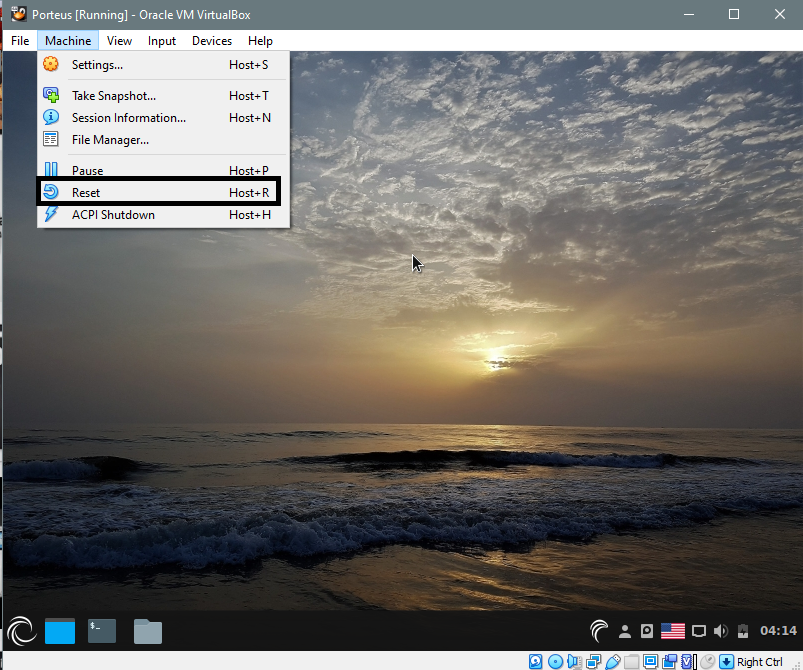 Porteus [Running] - Oracle VM VirtualBox
File Machine View Input Devices Help
Settings... Host+S
Take Snapshot... Host+T
Session Information... Host+N
File Manager...
Pause Host+P
Reset Host+R
ACPI Shutdown Host+H
$-
04:14
Right Ctrl